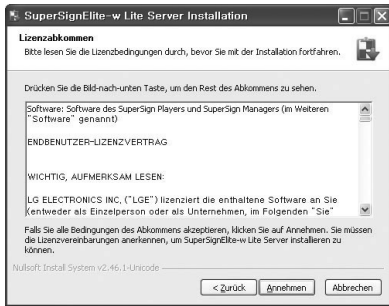 SuperSignElite-w Lite Server Installation
Lizenzabkommen
Bitte lesen Sie die Lizenzbedingungen durch, bevor Sie mit der Installation fortfahren.
Drücken Sie die Bild-nach-unten Taste, um den Rest des Abkommens zu sehen.
Software: Software des SuperSign Players und SuperSign Managers (im Weiteren
"Software" genannt)
ENDBENUTZER-LIZENZVERTRAG
WICHTIG, AUFMERKSAM LESEN:
LG ELECTRONICS INC, ("LGE") lizenziert die enthaltene Software an Sie
(entweder als Einzelperson oder als Unternehmen, im Folgenden "Sie"
Falls Sie alle Bedingungen des Abkommens akzeptieren, klicken Sie auf Annehmen. Sie müssen
die Lizenzvereinbarungen anerkennen, um SuperSignElite-w Lite Server installieren zu
können.
Nullsoft Install System v2.46.1-Unicode
< Zurück
Annehmen
Abbrechen